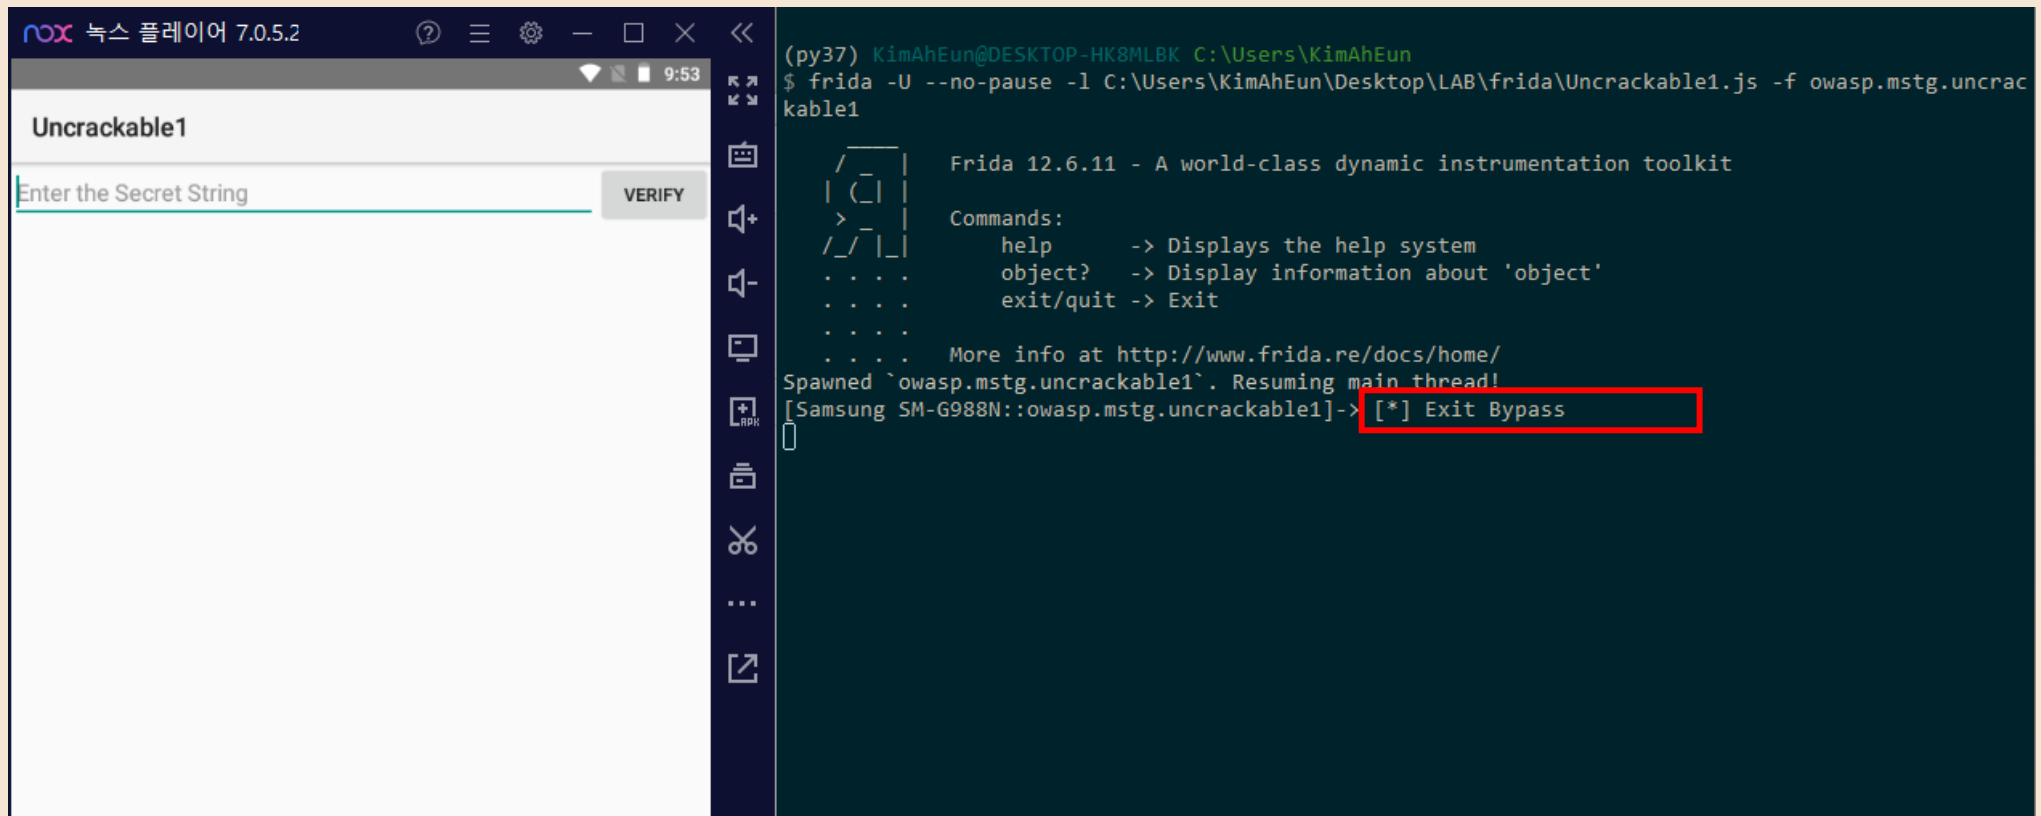 nox 녹스 플레이어 7.0.5.2
9:53
Uncrackable1
Enter the Secret String
VERIFY
APK
(py37) KimAhEun@DESKTOP-HK8MLBK C:\Users\KimAhEun
$ frida -U --no-pause -l C:\Users\KimAhEun\Desktop\LAB\frida\Uncrackable1.js -f owasp.mstg.uncrac
kable1
     ____
    / _  |   Frida 12.6.11 - A world-class dynamic instrumentation toolkit
   | (_| |
    > _  |   Commands:
   /_/ |_|       help      -> Displays the help system
   . . . .       object?   -> Display information about 'object'
   . . . .       exit/quit -> Exit
   . . . .
   . . . .   More info at http://www.frida.re/docs/home/
Spawned `owasp.mstg.uncrackable1`. Resuming main thread!
[Samsung SM-G988N::owasp.mstg.uncrackable1]-> [*] Exit Bypass